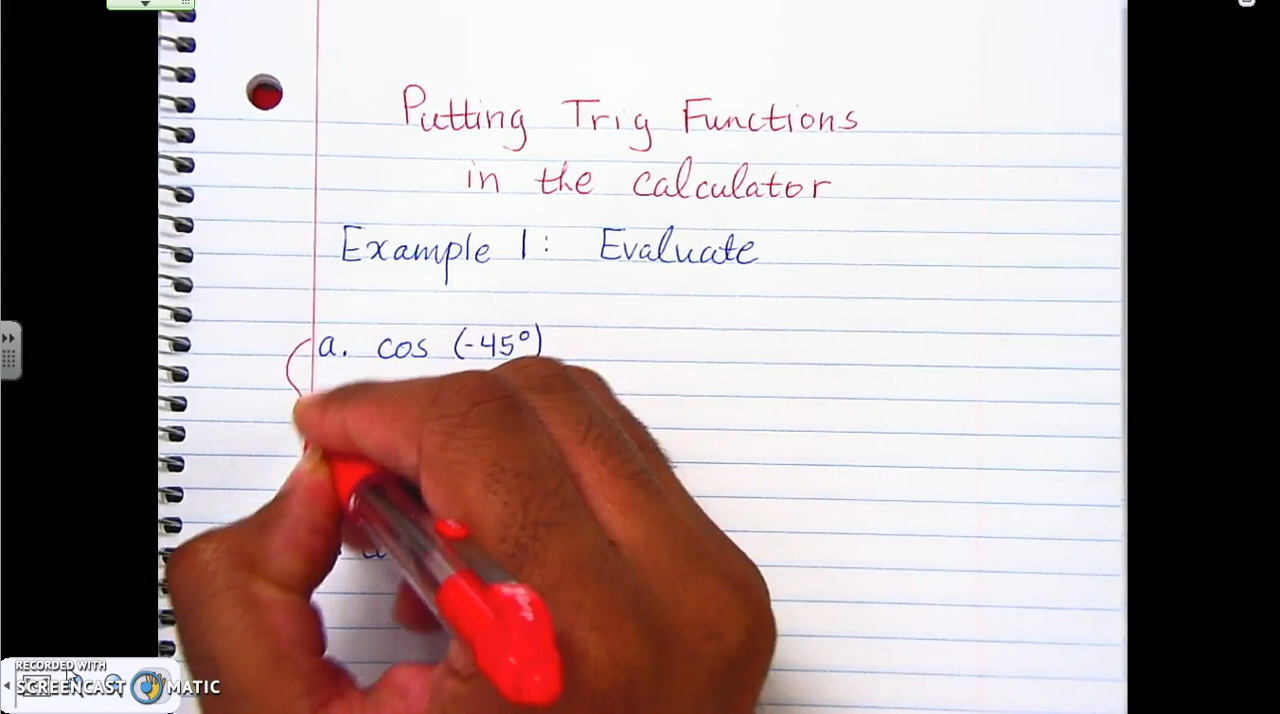 Putting Trig Functions
in the calculator
Example 1: Evaluate
a. cos (-45°)
RECORDED WITH
SCREENCAST MATIC